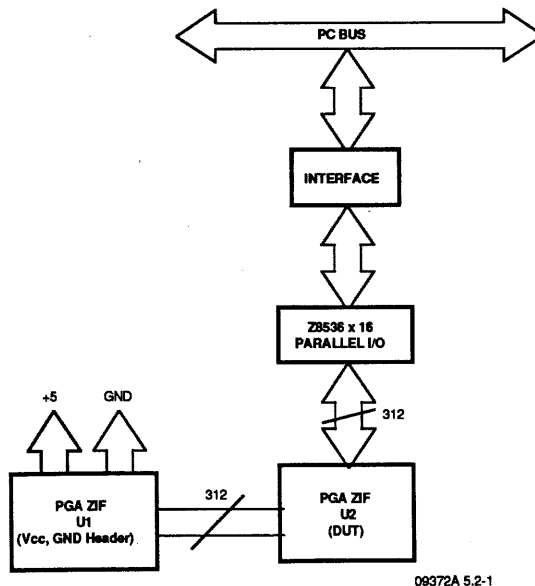 PC BUS
INTERFACE
Z8536 x 16
PARALLEL I/O
+5
GND
312
PGA ZIF
U1
(Vcc, GND Header)
312
PGA ZIF
U2
(DUT)
09372A 5.2-1